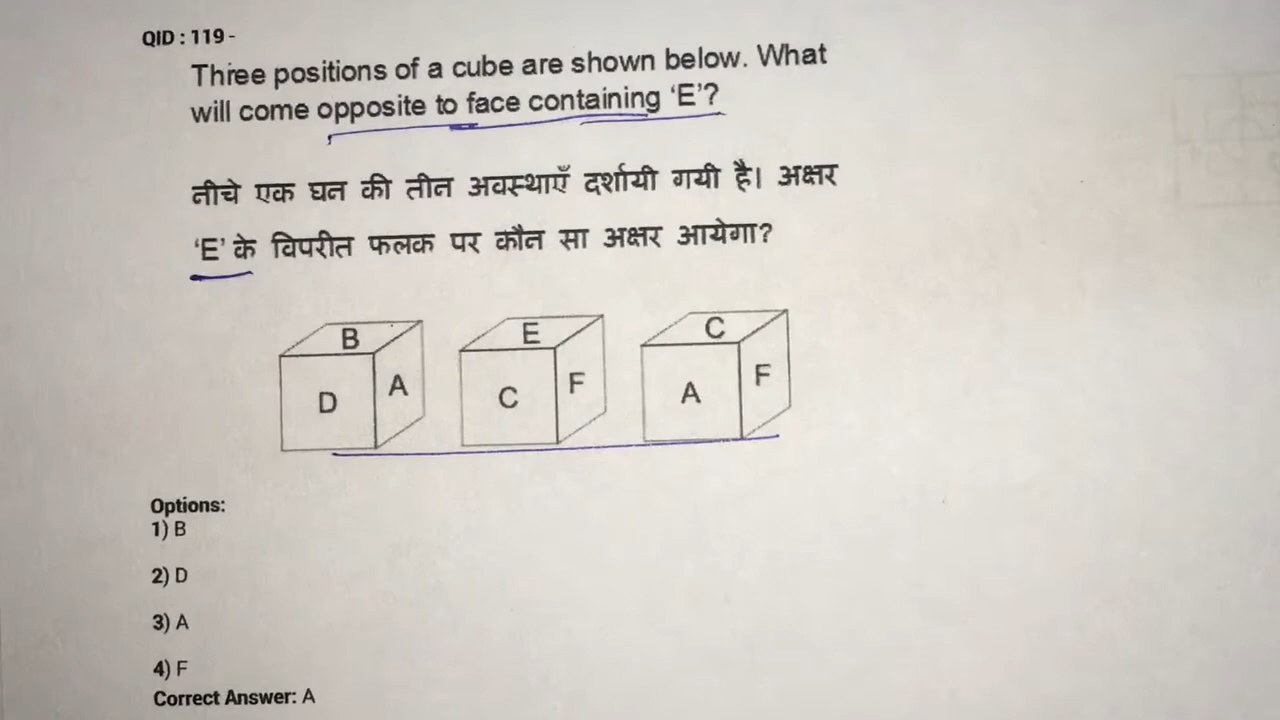 QID : 119 -
Three positions of a cube are shown below. What
will come opposite to face containing ‘E’?
नीचे एक घन की तीन अवस्थाएँ दर्शायी गयी है। अक्षर
‘E’ के विपरीत फलक पर कौन सा अक्षर आयेगा?
B E C
D A C F A F
Options:
1) B
2) D
3) A
4) F
Correct Answer: A